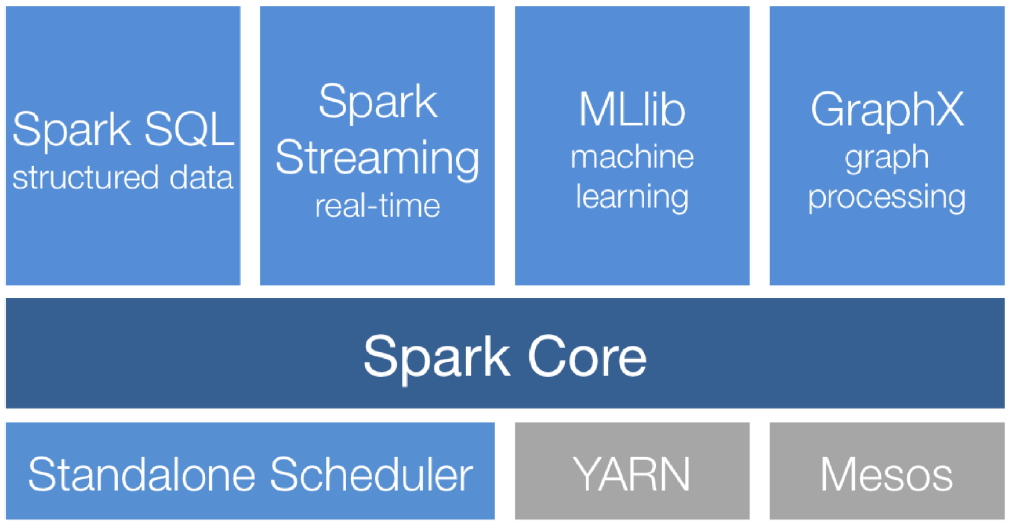 Spark SQL
structured data
Spark
Streaming
real-time
MLlib
machine
learning
GraphX
graph
processing
Spark Core
Standalone Scheduler
YARN
Mesos